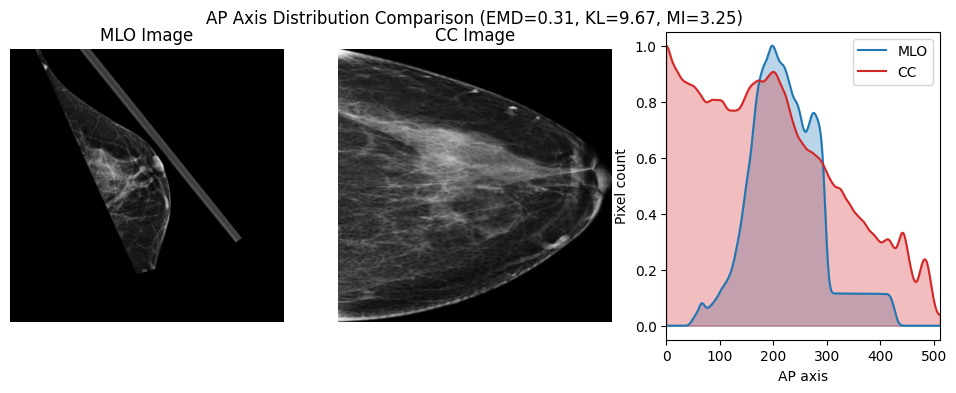 AP Axis Distribution Comparison (EMD=0.31, KL=9.67, MI=3.25)
MLO Image
CC Image
MLO
CC
Pixel count
1.0
0.8
0.6
0.4
0.2
0.0
0 100 200 300 400 500
AP axis